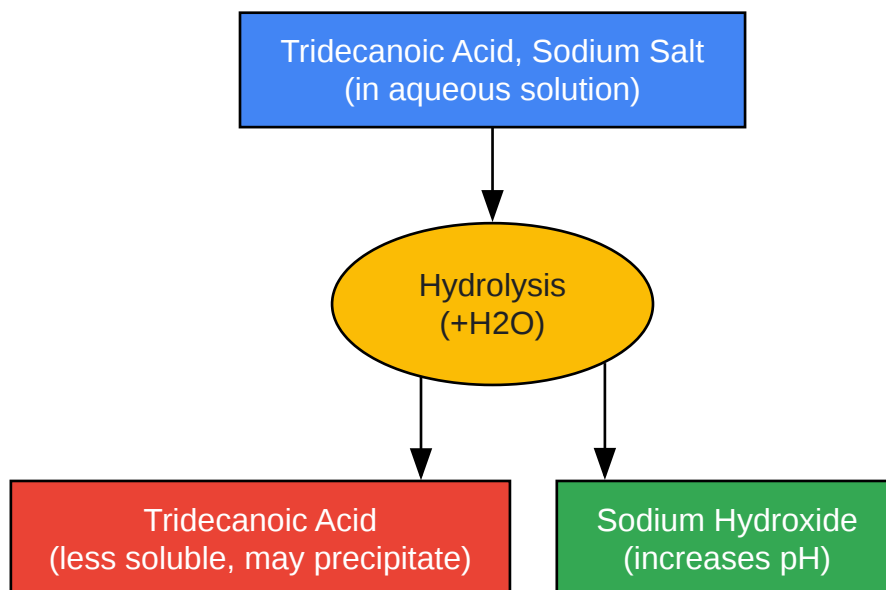 Tridecanoic Acid, Sodium Salt
(in aqueous solution)
Hydrolysis
(+H2O)
Tridecanoic Acid
(less soluble, may precipitate)
Sodium Hydroxide
(increases pH)